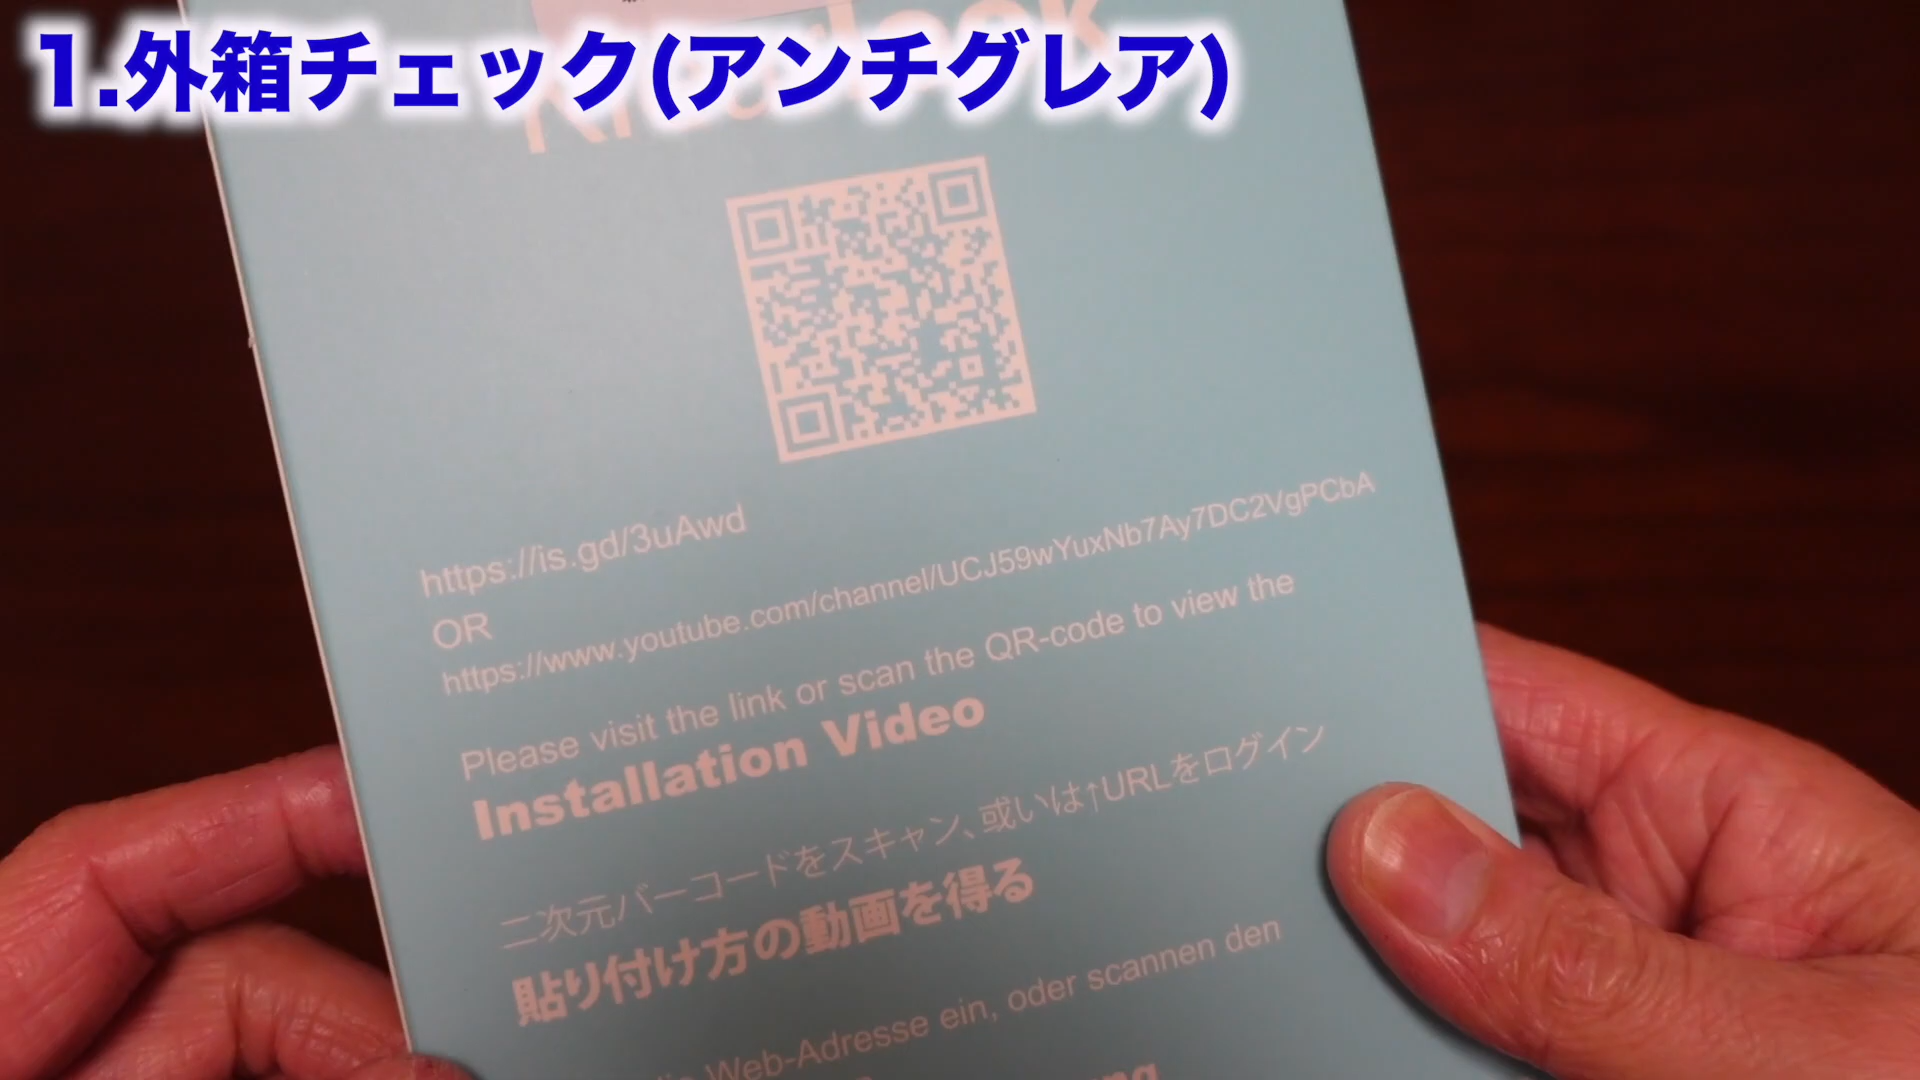 1.外箱チェック(アンチグレア)
https://is.gd/3uAwd
OR
https://www.youtube.com/channel/UCJ59wYuxNb7Ay7DC2VgPCbA
Please visit the link or scan the QR-code to view the
Installation Video
二次元バーコードをスキャン、或いは↑URLをログイン
貼り付け方の動画を得る
Web-Adresse ein, oder scannen den